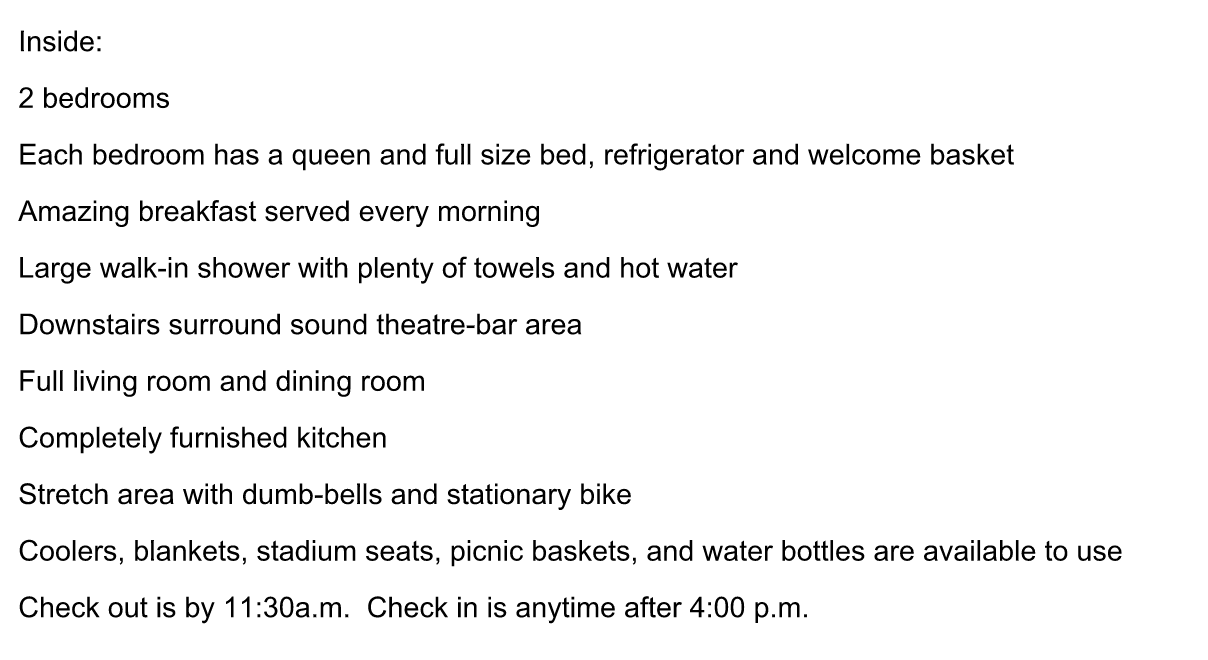 Inside:
2 bedrooms
Each bedroom has a queen and full size bed, refrigerator and welcome basket
Amazing breakfast served every morning
Large walk-in shower with plenty of towels and hot water
Downstairs surround sound theatre-bar area
Full living room and dining room
Completely furnished kitchen
Stretch area with dumb-bells and stationary bike
Coolers, blankets, stadium seats, picnic baskets, and water bottles are available to use
Check out is by 11:30a.m.  Check in is anytime after 4:00 p.m.